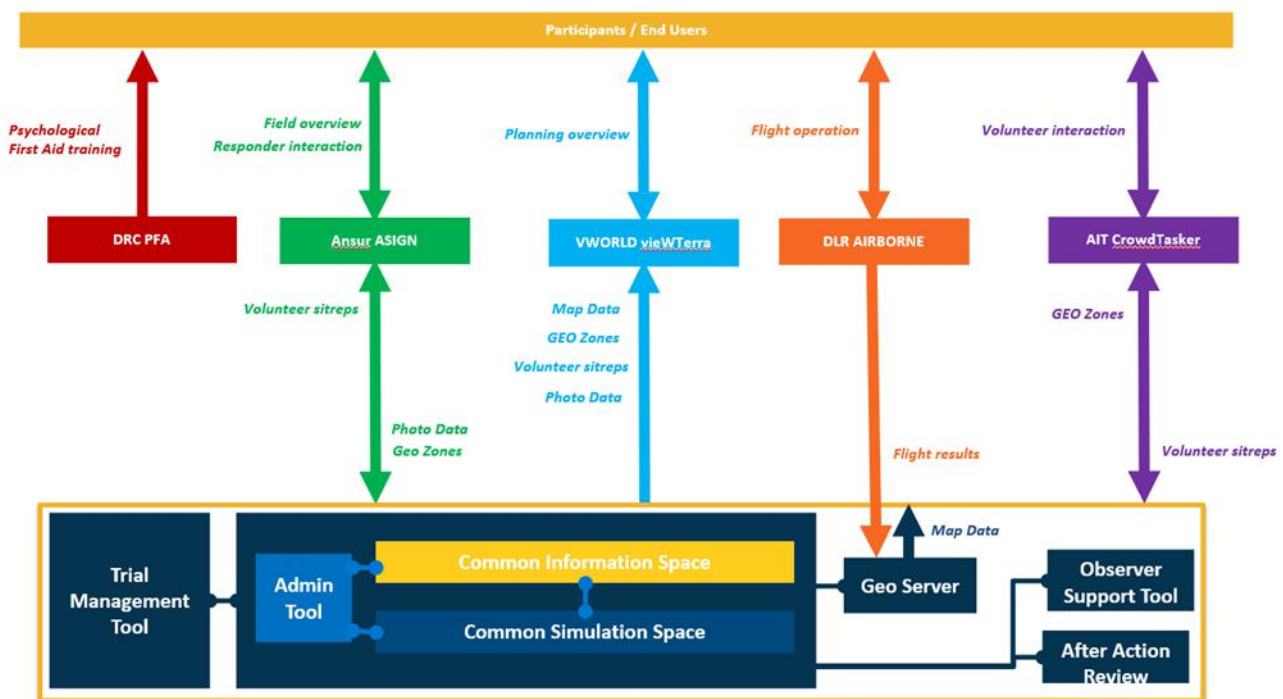 Participants / End Users
Psychological
First Aid training
Field overview
Responder interaction
Planning overview
Flight operation
Volunteer interaction
DRC PFA
Ansur ASIGN
VWORLD vieWTerra
DLR AIRBORNE
AIT CrowdTasker
Volunteer sitreps
Map Data
GEO Zones
Volunteer sitreps
Photo Data
GEO Zones
Photo Data
Geo Zones
Flight results
Volunteer sitreps
Map Data
Trial
Management
Tool
Admin
Tool
Common Information Space
Common Simulation Space
Geo Server
Observer
Support Tool
After Action
Review